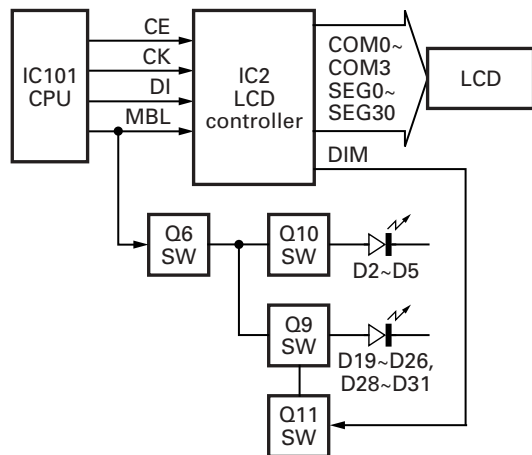 IC101
CPU
CE
CK
DI
MBL
IC2
LCD
controller
COM0~
COM3
SEG0~
SEG30
LCD
DIM
Q6
SW
Q10
SW
D2~D5
Q9
SW
D19~D26,
D28~D31
Q11
SW